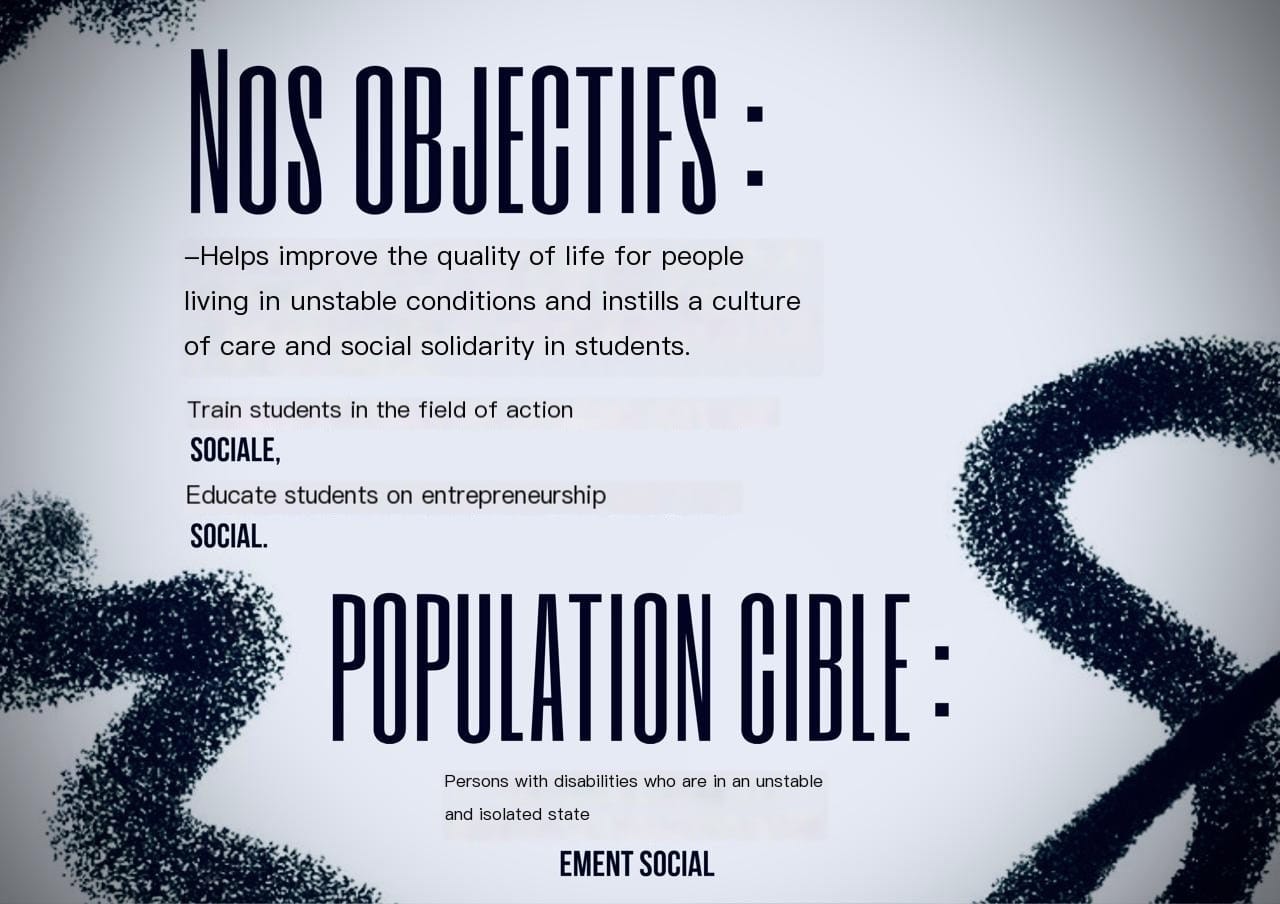 Nos objectifs :
–Helps improve the quality of life for people
living in unstable conditions and instills a culture
of care and social solidarity in students.
Train students in the field of action
SOCIALE,
Educate students on entrepreneurship
SOCIAL.
POPULATION CIBLE :
Persons with disabilities who are in an unstable
and isolated state
EMENT SOCIAL